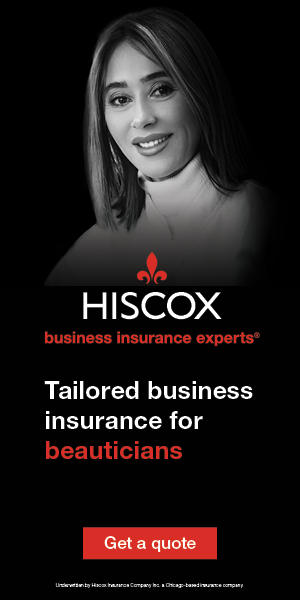 HISCOX
business insurance experts®
Tailored business
insurance for
beauticians
Get a quote
Underwritten by Hiscox Insurance Company Inc. a Chicago-based insurance company